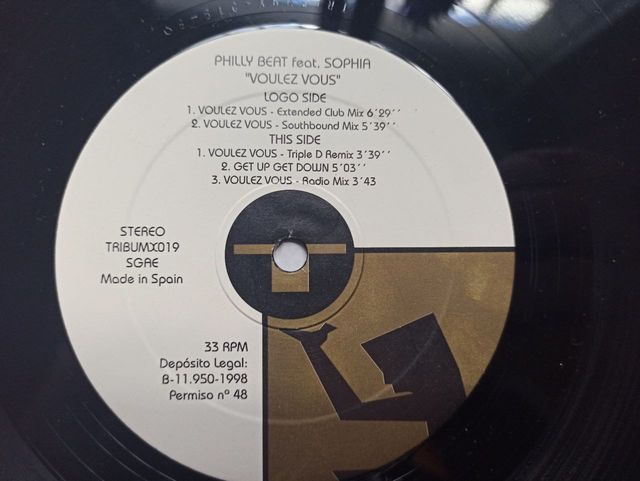 PHILLY BEAT feat. SOPHIA
"VOULEZ VOUS"
LOGO SIDE
1. VOULEZ VOUS - Extended Club Mix 6´29´´
2. VOULEZ VOUS - Southbound Mix 5´39´´
THIS SIDE
1. VOULEZ VOUS - Triple D Remix 3´39´´
2. GET UP GET DOWN 5´03´´
3. VOULEZ VOUS - Radio Mix 3´43
STEREO
TRIBUMX019
SGAE
Made in Spain
33 RPM
Depósito Legal:
B-11.950-1998
Permiso nº 48